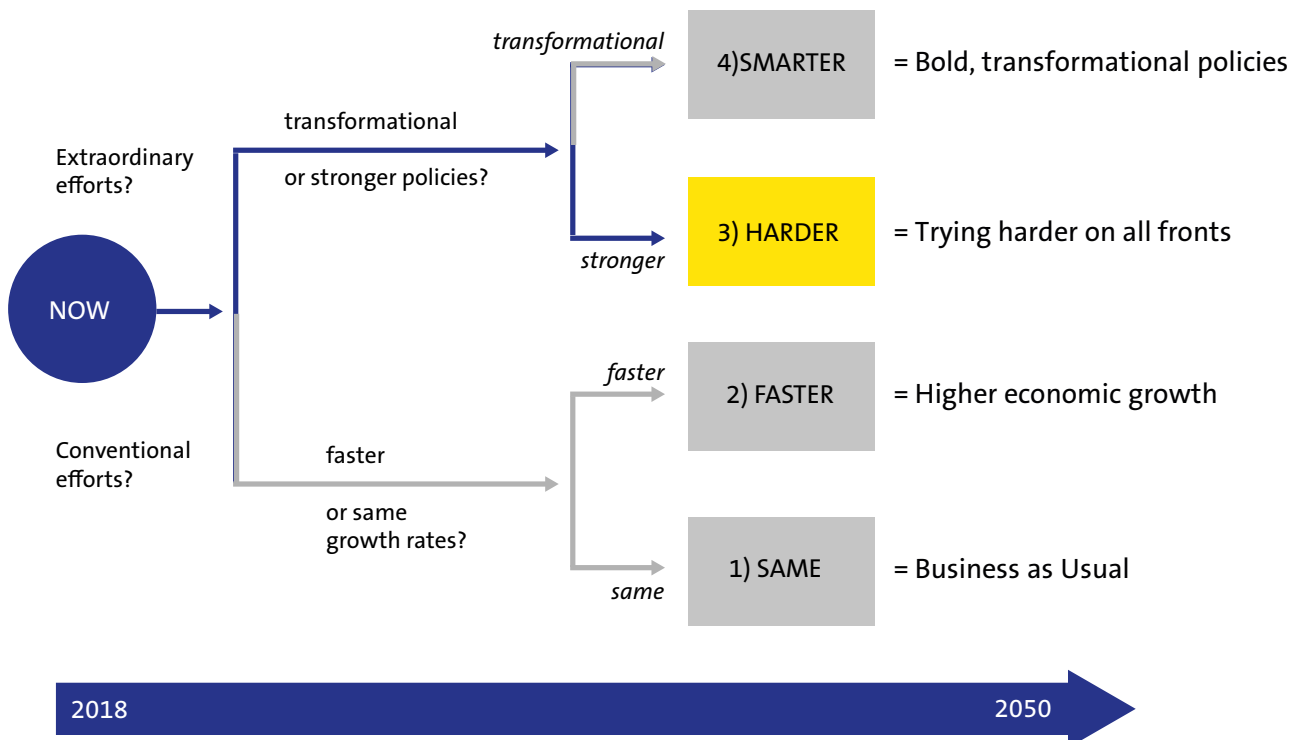 transformational
4)SMARTER
= Bold, transformational policies
transformational
or stronger policies?
Extraordinary
efforts?
3) HARDER
= Trying harder on all fronts
stronger
NOW
faster
2) FASTER
= Higher economic growth
Conventional
efforts?
faster
or same
growth rates?
1) SAME
= Business as Usual
same
2018
2050